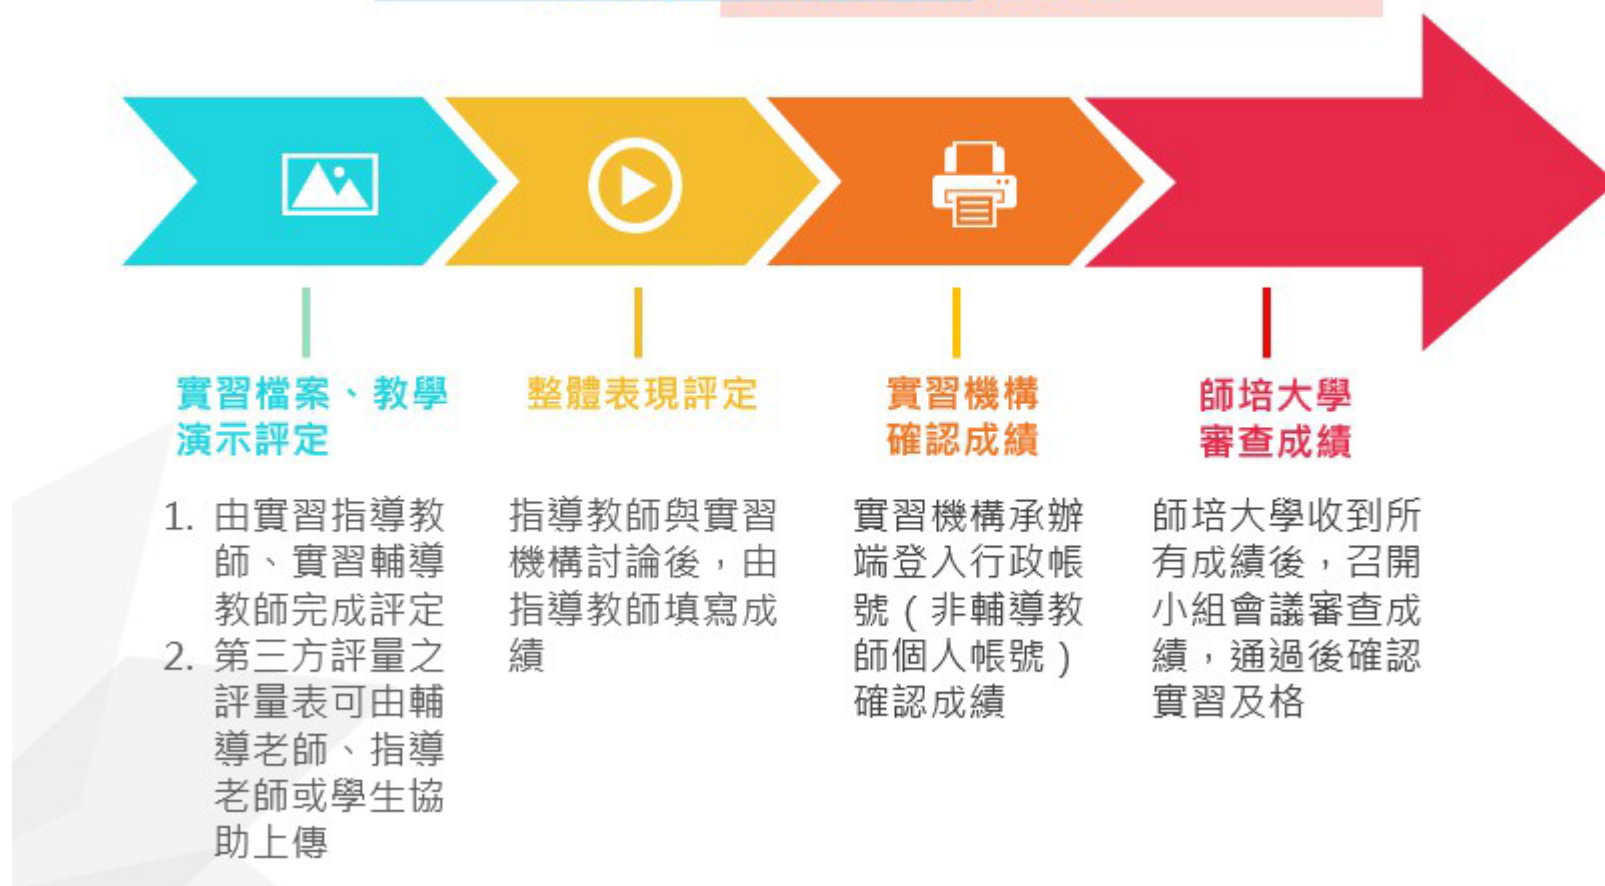 實習檔案、教學
演示評定
1. 由實習指導教
師、實習輔導
教師完成評定
2. 第三方評量之
評量表可由輔
導老師、指導
老師或學生協
助上傳
整體表現評定
指導教師與實習
機構討論後，由
指導教師填寫成
績
實習機構
確認成績
實習機構承辦
端登入行政帳
號（非輔導教
師個人帳號）
確認成績
師培大學
審查成績
師培大學收到所
有成績後，召開
小組會議審查成
績，通過後確認
實習及格